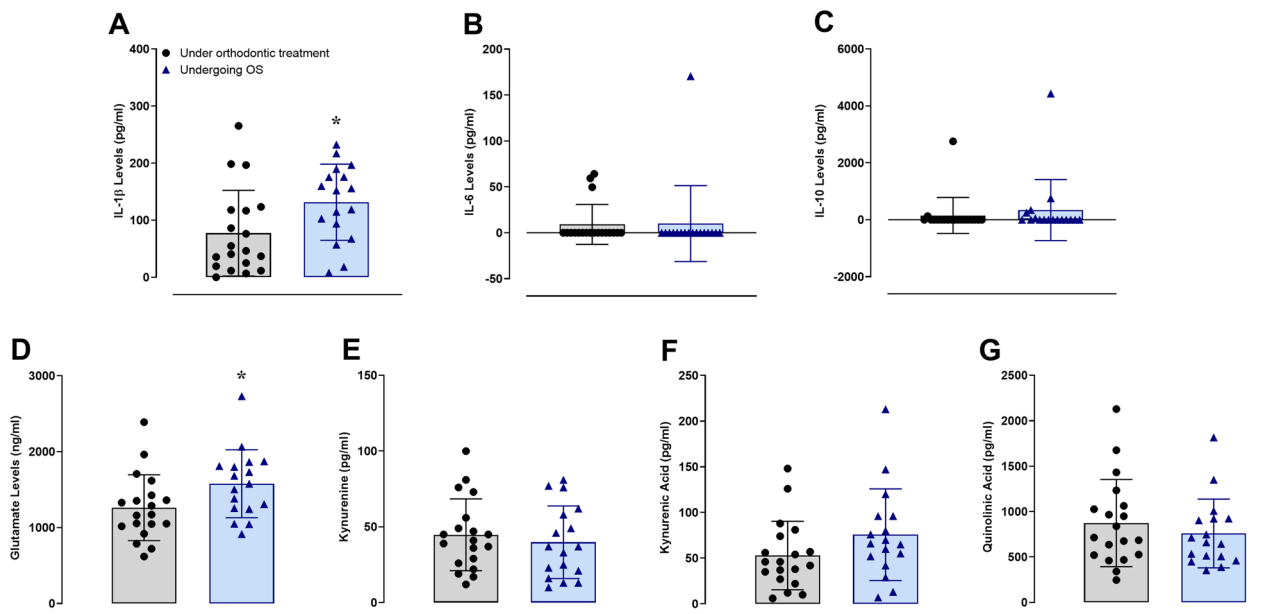 A
400
300
200
100
0
IL-1β Levels (pg/ml)
Under orthodontic treatment
Undergoing OS
*
B
200
150
100
50
0
-50
IL-6 Levels (pg/ml)
C
6000
4000
2000
0
-2000
IL-10 Levels (pg/ml)
D
3000
2000
1000
0
Glutamate Levels (ng/ml)
*
E
150
100
50
0
Kynurenine (pg/ml)
F
250
200
150
100
50
0
Kynurenic Acid (pg/ml)
G
2500
2000
1500
1000
500
0
Quinolinic Acid (pg/ml)